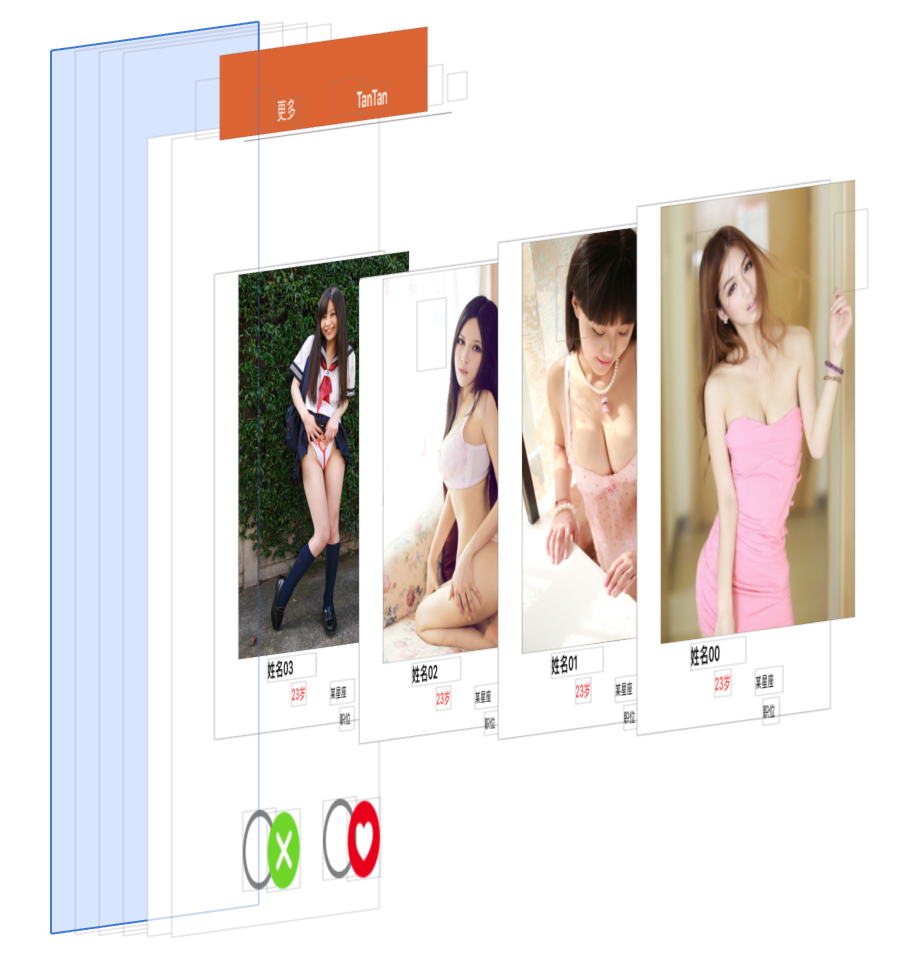 更多
TanTan
姓名03
23岁
某星座
职位
姓名02
23岁
某星座
职位
姓名01
23岁
某星座
职位
姓名00
23岁
某星座
职位